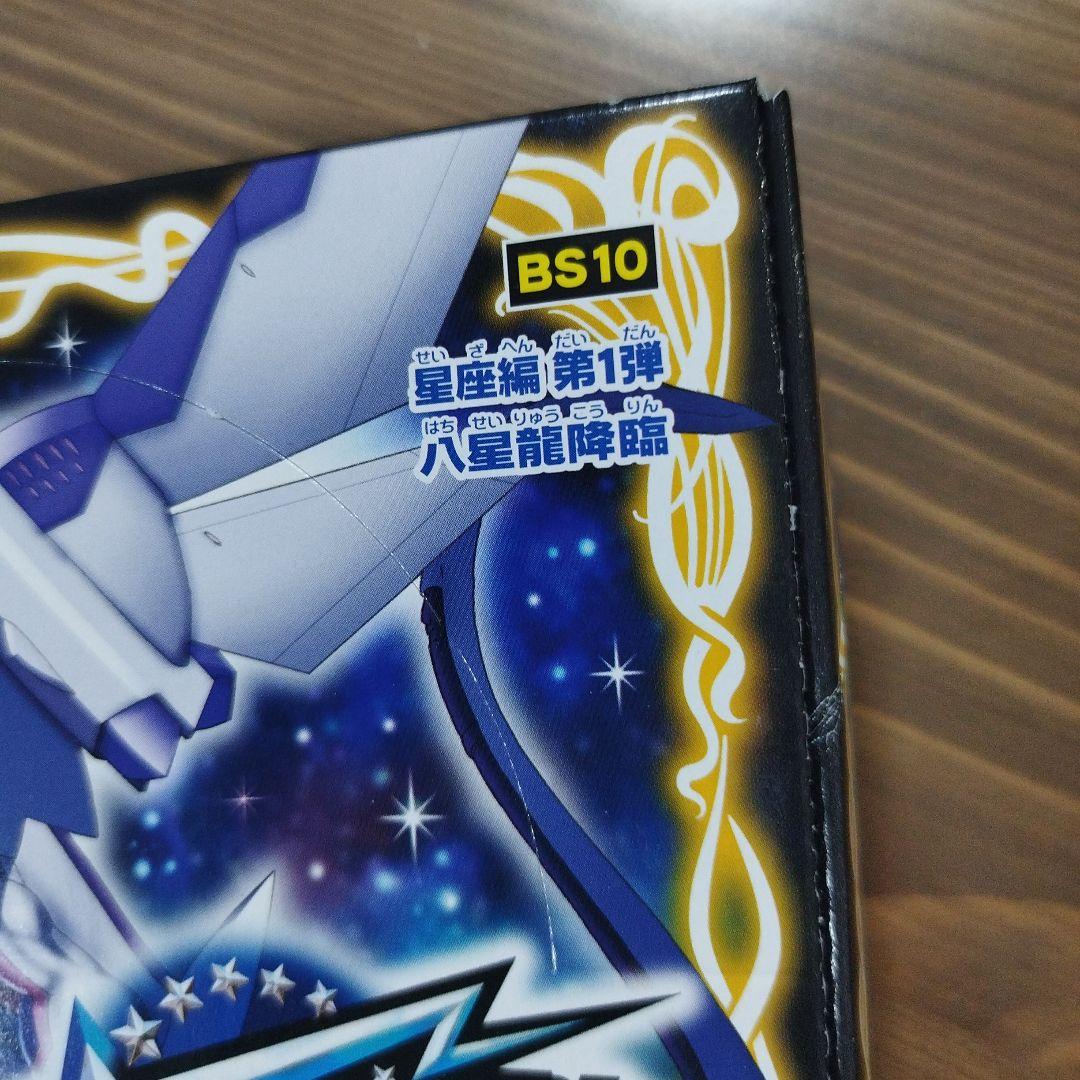 BS10
せい ざ へん だい だん
星座編 第1弾
はち せい りゅう こう りん
八星龍降臨